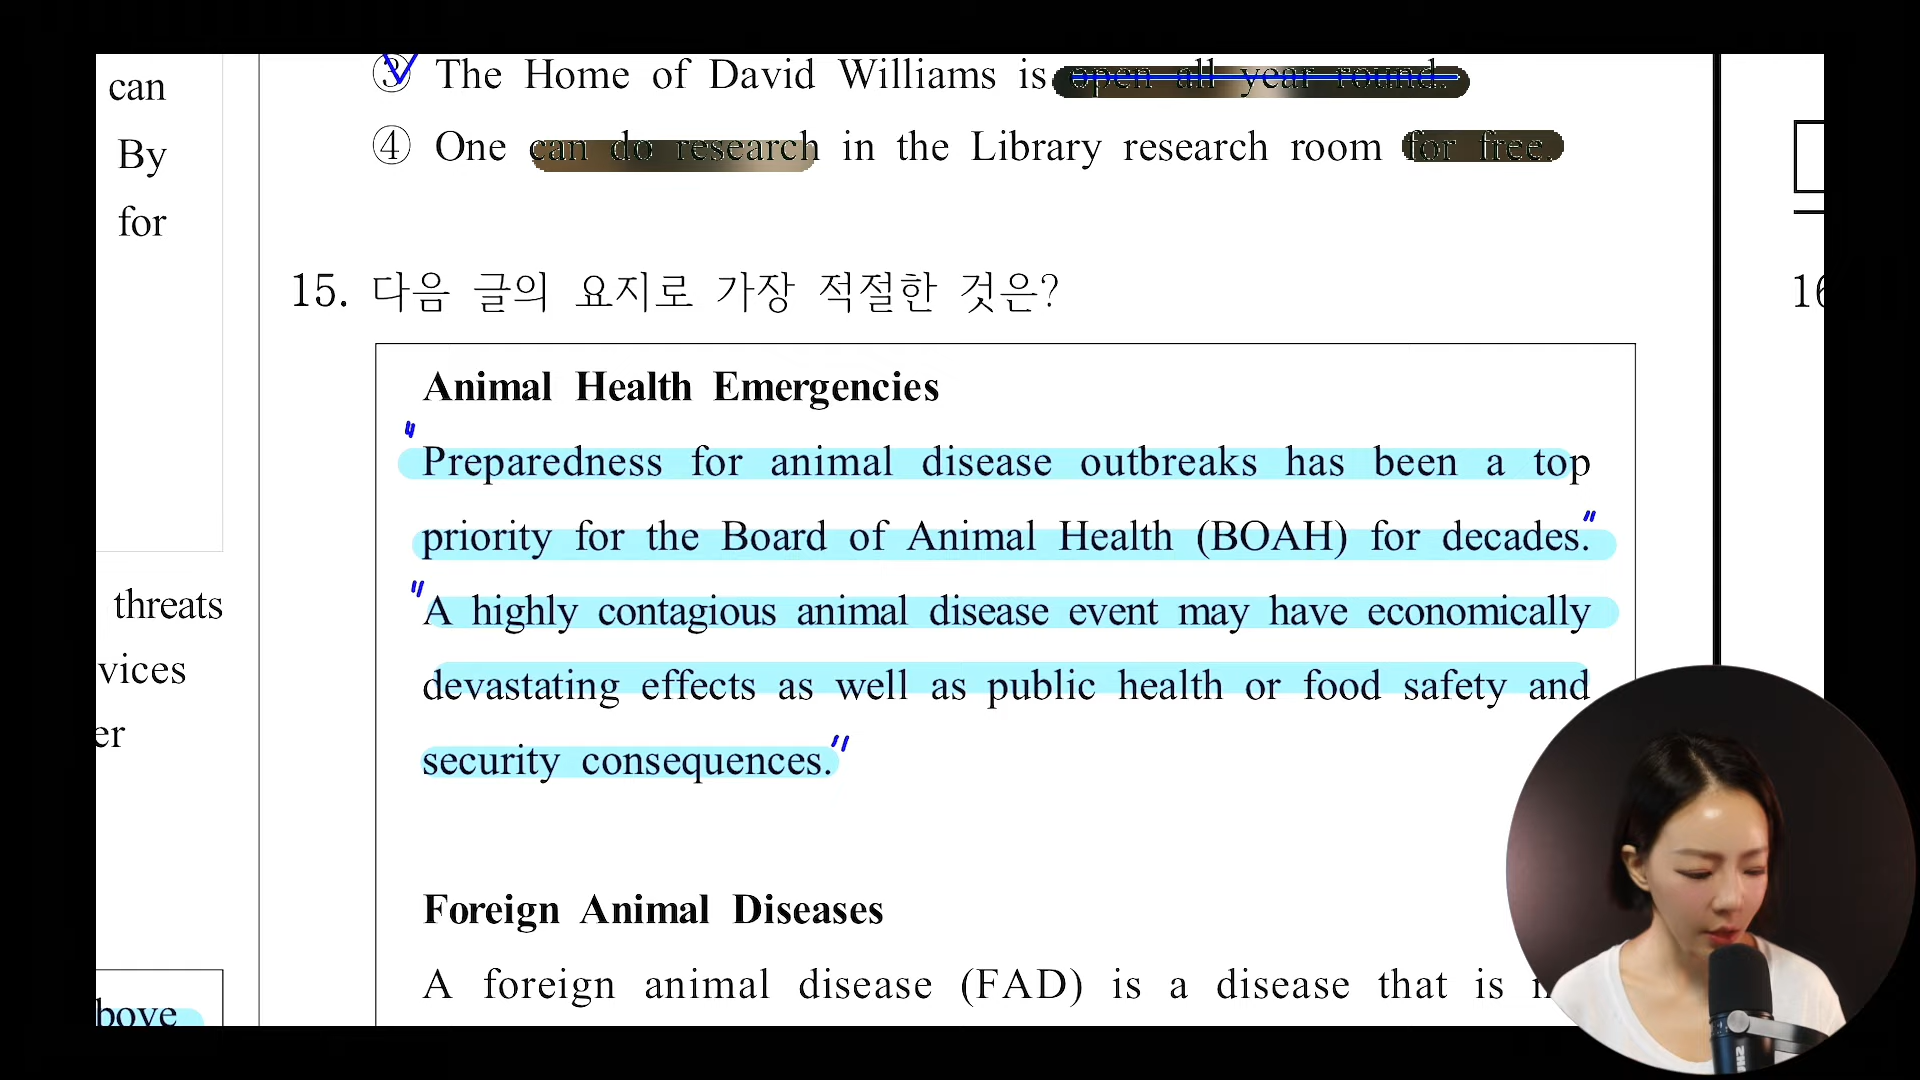 can
By
for
threats
vices
er
bove
③ The Home of David Williams is open all year round.
④ One can do research in the Library research room for free.
15. 다음 글의 요지로 가장 적절한 것은?
Animal Health Emergencies
"Preparedness for animal disease outbreaks has been a top
priority for the Board of Animal Health (BOAH) for decades."
"A highly contagious animal disease event may have economically
devastating effects as well as public health or food safety and
security consequences."
Foreign Animal Diseases
A foreign animal disease (FAD) is a disease that is
16